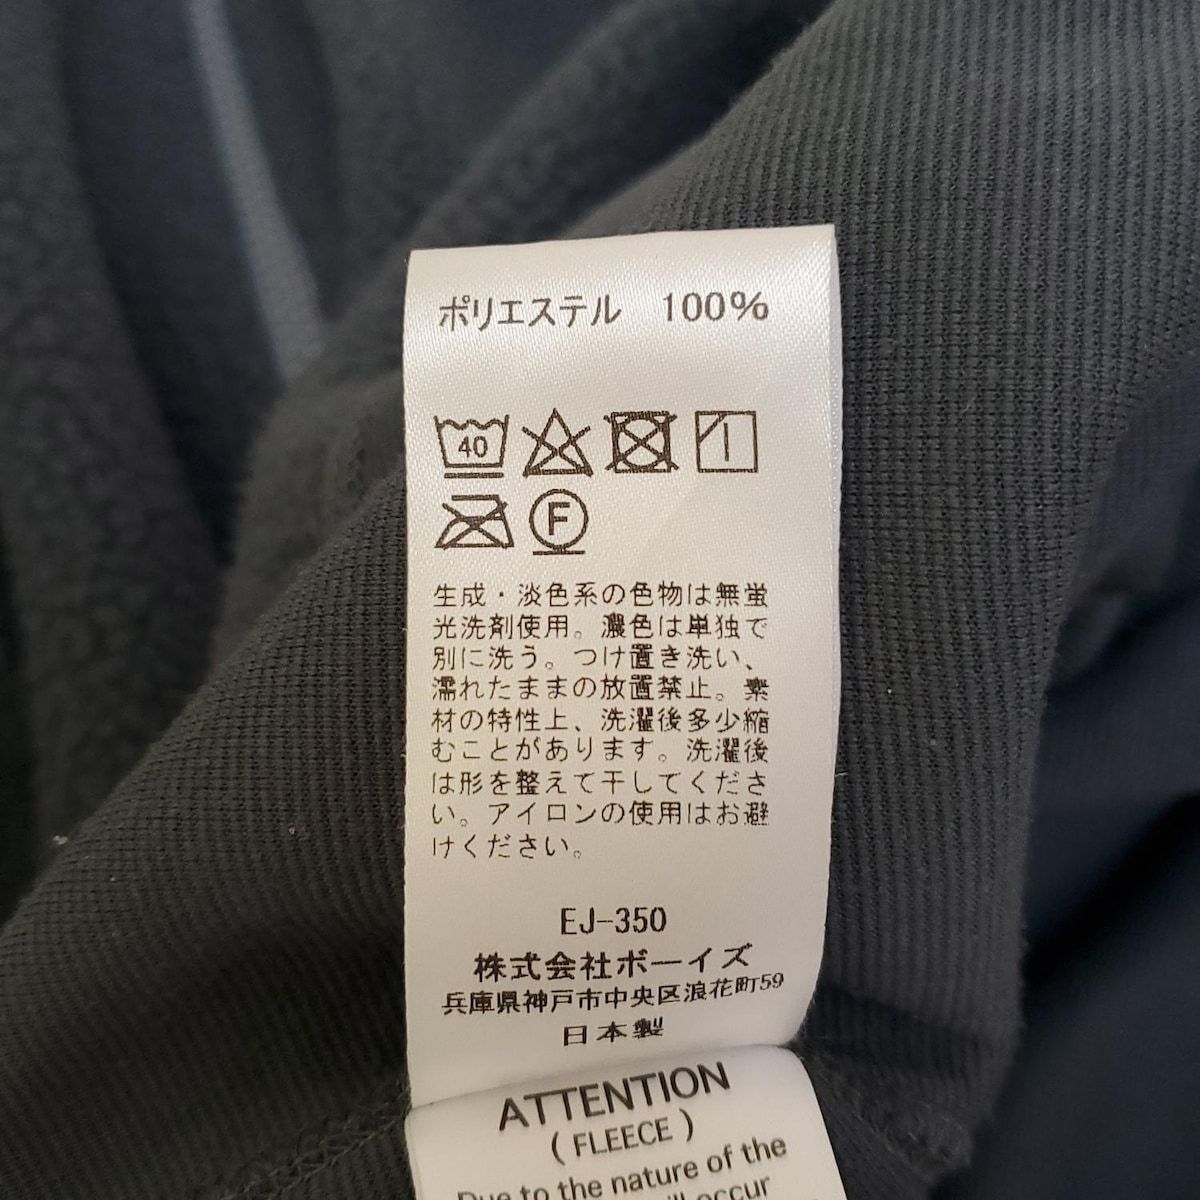 ポリエステル 100%
40
F
生成・淡色系の色物は無蛍
光洗剤使用。濃色は単独で
別に洗う。つけ置き洗い、
濡れたままの放置禁止。素
材の特性上、洗濯後多少縮
むことがあります。洗濯後
は形を整えて干してくださ
い。アイロンの使用はお避
けください。
EJ-350
株式会社ボーイズ
兵庫県神戸市中央区浪花町59
日本製
ATTENTION
( FLEECE )
Due to the nature of the
will occur